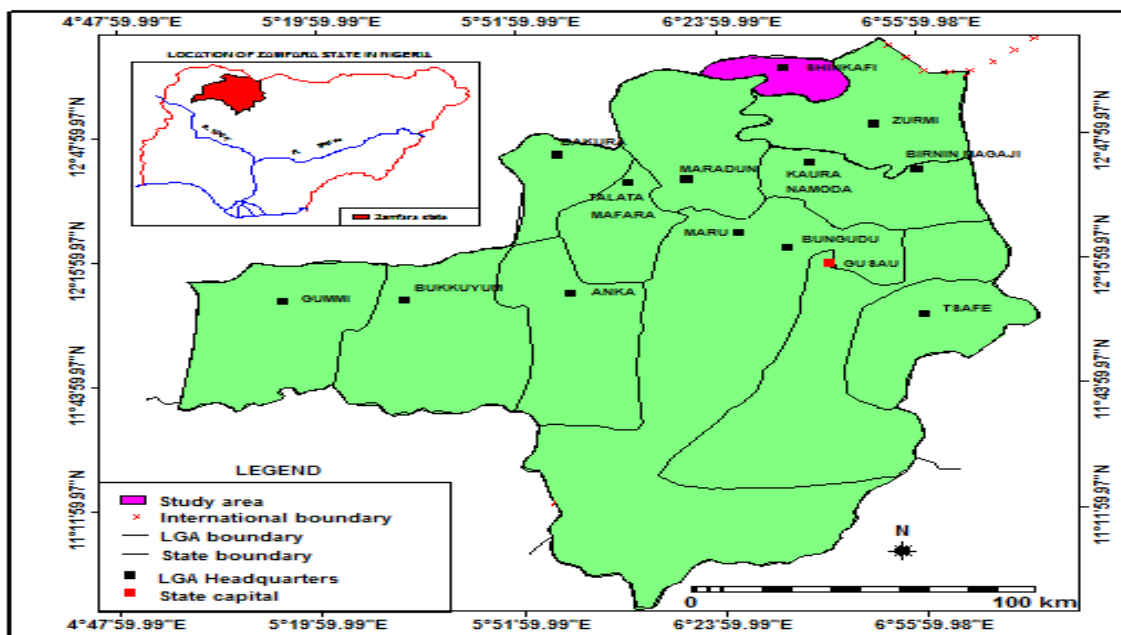 4°47'59.99"E 5°19'59.99"E 5°51'59.99"E 6°23'59.99"E 6°55'59.98"E
LOCATION OF ZAMFARA STATE IN NIGERIA
Zamfara state
SHINKAFI
ZURMI
BAKURA
BIRNIN MAGAJI
MARADUN
KAURA
NAMODA
TALATA
MAFARA
MARU
BUNGUDU
GUSAU
GUMMI
BUKKUYUM
ANKA
TSAFE
12°47'59.97"N
12°15'59.97"N
11°43'59.97"N
11°11'59.97"N
12°47'59.97"N
12°15'59.97"N
11°43'59.97"N
11°11'59.97"N
LEGEND
Study area
International boundary
LGA boundary
State boundary
LGA Headquarters
State capital
N
0 100 km
4°47'59.99"E 5°19'59.99"E 5°51'59.99"E 6°23'59.99"E 6°55'59.98"E